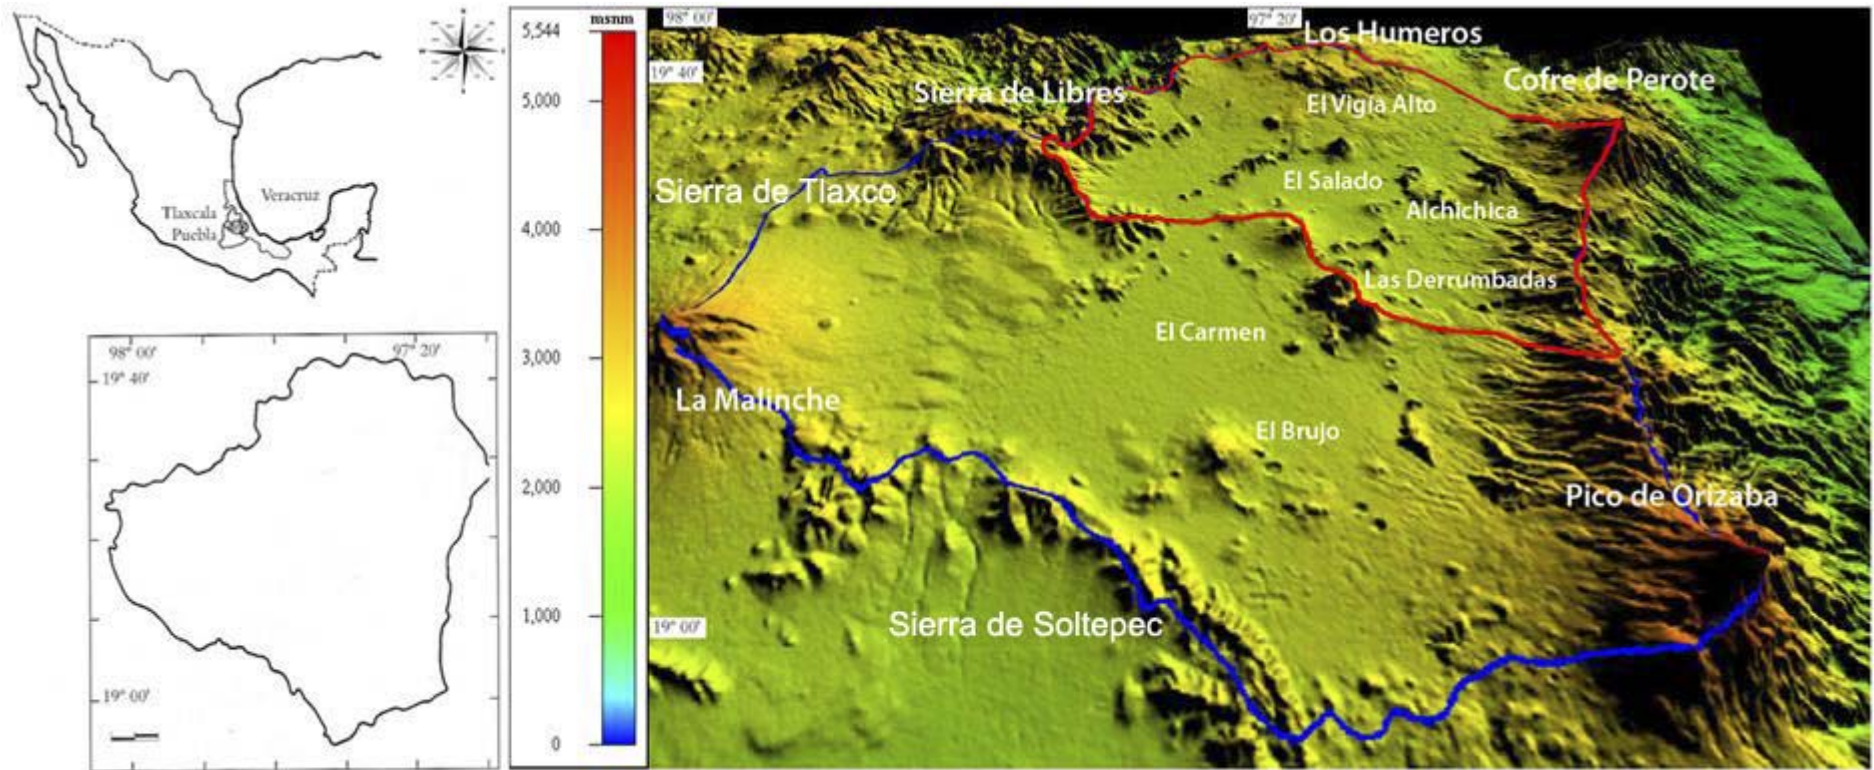 Veracruz
Tlaxcala
Puebla
98° 00'
97° 20'
19° 40'
19° 00'
msnm
5,544
5,000
4,000
3,000
2,000
1,000
0
98° 00'
97° 20'
Los Humeros
19° 40'
Cofre de Perote
Sierra de Libres
El Vigía Alto
Sierra de Tlaxco
El Salado
Alchichica
Las Derrumbadas
El Carmen
La Malinche
El Brujo
Pico de Orizaba
19° 00'
Sierra de Soltepec